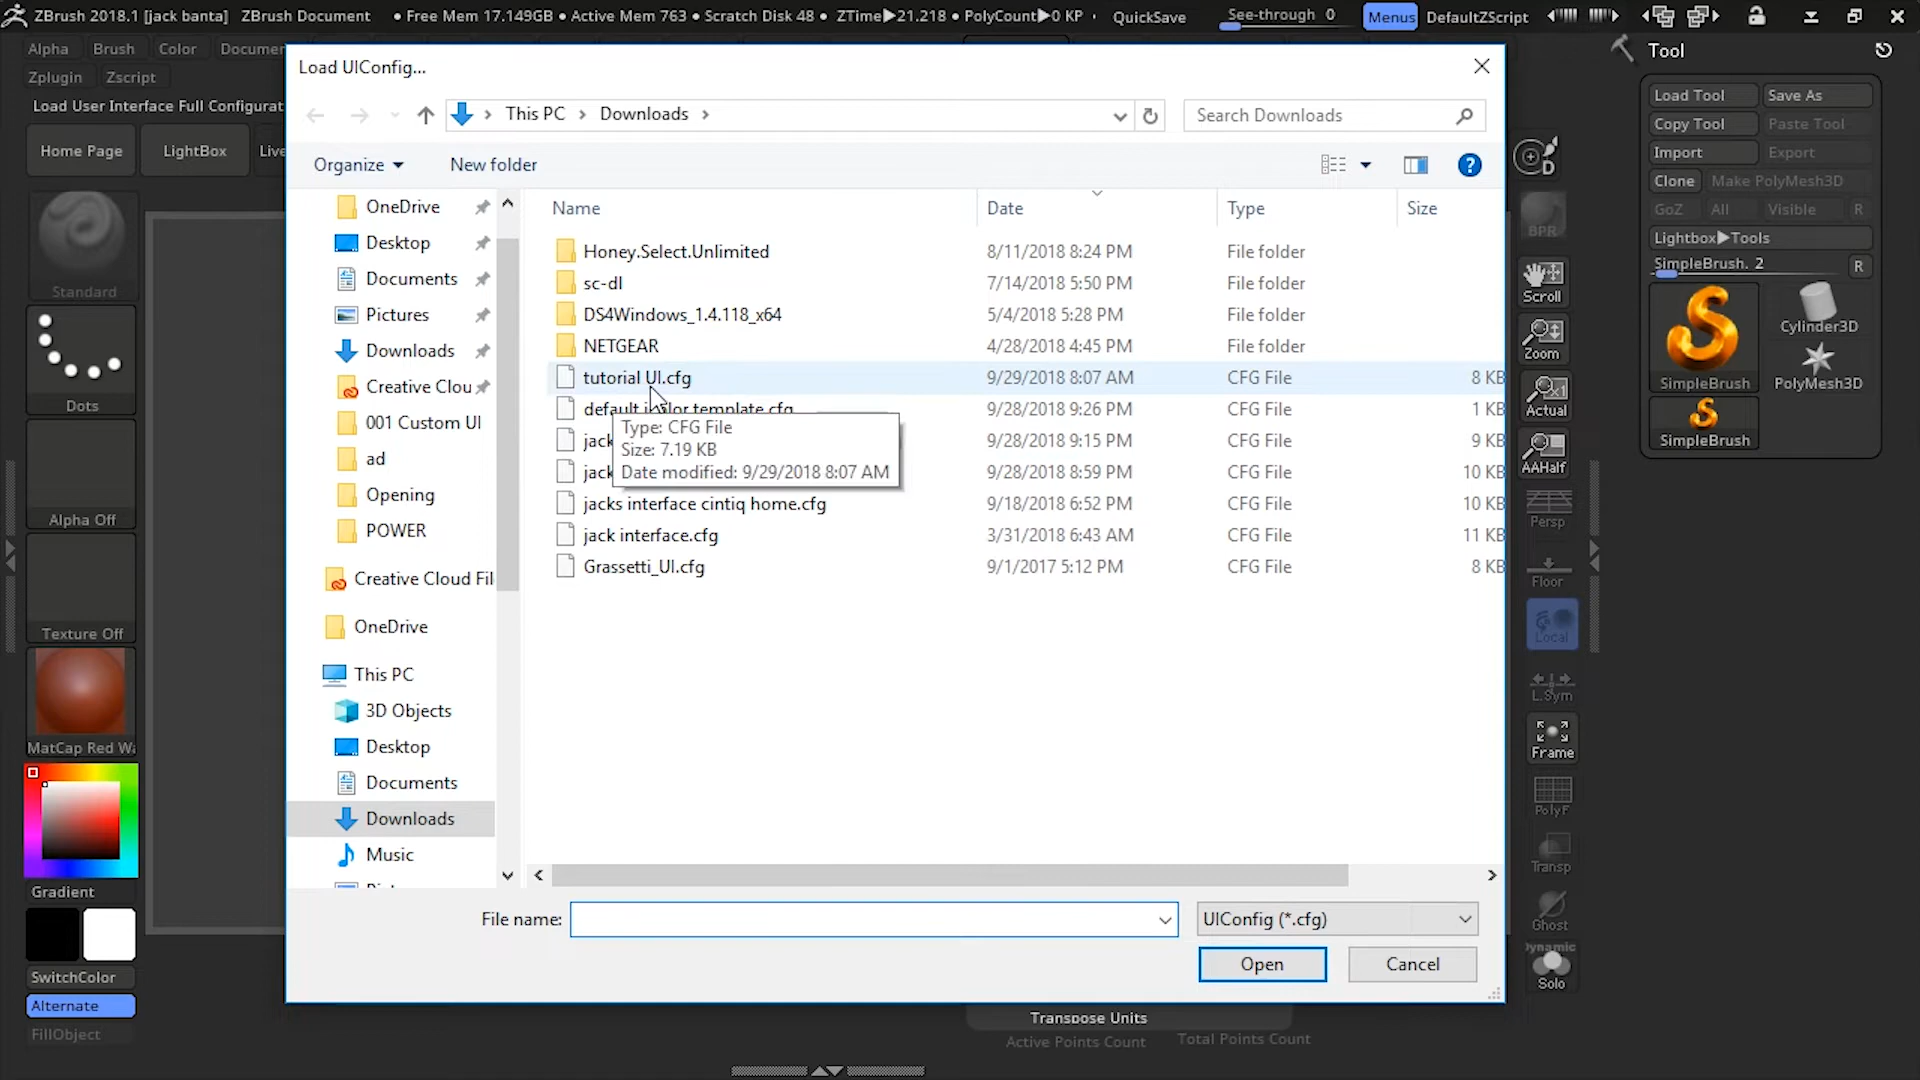 ZBrush 2018.1 [jack banta] ZBrush Document • Free Mem 17.149GB • Active Mem 763 • Scratch Disk 48 • ZTime▶21.218 • PolyCount▶0 KP • QuickSave See-through 0 Menus DefaultZScript
Alpha Brush Color Documen
Zplugin Zscript
Load User Interface Full Configurat
Home Page LightBox Live
Standard
Dots
Alpha Off
Texture Off
MatCap Red Wa
Gradient
SwitchColor
Alternate
FillObject
Load UIConfig...
This PC › Downloads ›
Search Downloads
Organize New folder
OneDrive
Desktop
Documents
Pictures
Downloads
Creative Clou
001 Custom UI
ad
Opening
POWER
Creative Cloud Fil
OneDrive
This PC
3D Objects
Desktop
Documents
Downloads
Music
Name Date Type Size
Honey.Select.Unlimited 8/11/2018 8:24 PM File folder
sc-dl 7/14/2018 5:50 PM File folder
DS4Windows_1.4.118_x64 5/4/2018 5:28 PM File folder
NETGEAR 4/28/2018 4:45 PM File folder
tutorial UI.cfg 9/29/2018 8:07 AM CFG File 8 KB
default template.cfg 9/28/2018 9:26 PM CFG File 1 KB
jack 9/28/2018 9:15 PM CFG File 9 KB
jack 9/28/2018 8:59 PM CFG File 10 KB
jacks interface cintiq home.cfg 9/18/2018 6:52 PM CFG File 10 KB
jack interface.cfg 3/31/2018 6:43 AM CFG File 11 KB
Grassetti_UI.cfg 9/1/2017 5:12 PM CFG File 8 KB
Type: CFG File
Size: 7.19 KB
Date modified: 9/29/2018 8:07 AM
File name: UIConfig (*.cfg)
Open Cancel
Transpose Units
Active Points Count Total Points Count
BPR
Scroll
Zoom
Actual
AAHalf
Persp
Floor
Local
L.Sym
Frame
PolyF
Transp
Ghost
Dynamic
Solo
Tool
Load Tool Save As
Copy Tool Paste Tool
Import Export
Clone Make PolyMesh3D
GoZ All Visible R
Lightbox▶Tools
SimpleBrush. 2 R
SimpleBrush
Cylinder3D
PolyMesh3D
SimpleBrush